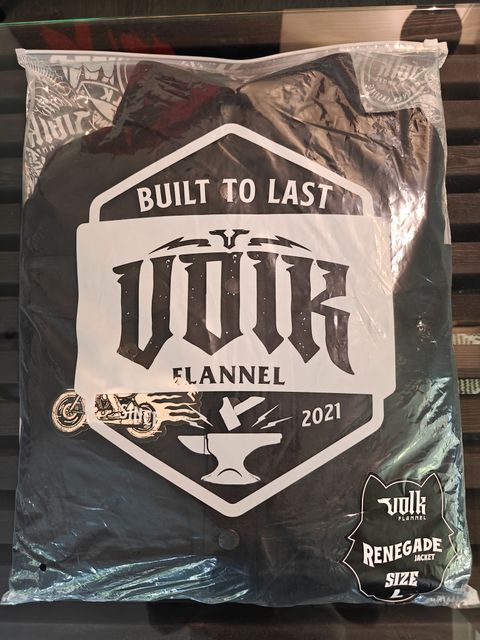 BUILT TO LAST
VOLK
FLANNEL
2021
volk
FLANNEL
RENEGADE
JACKET
SIZE
L